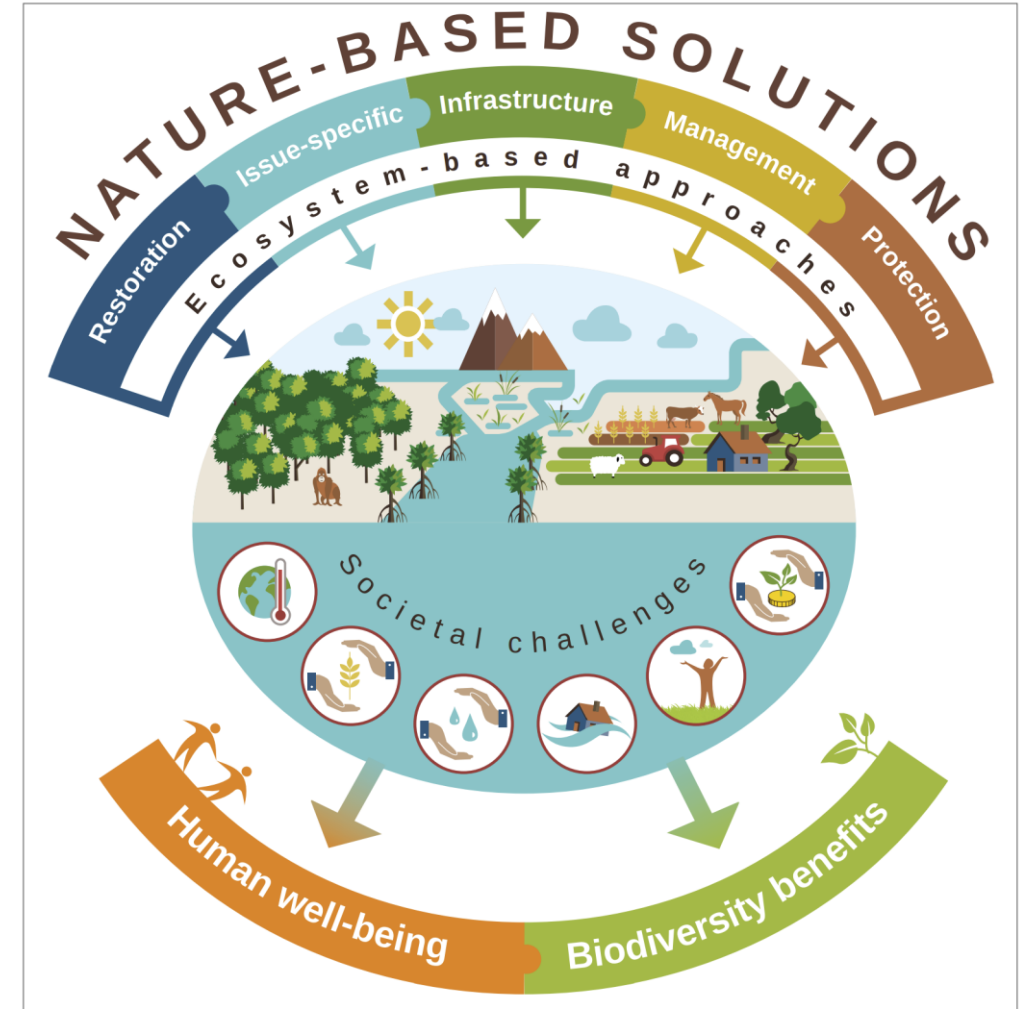 NATURE-BASED SOLUTIONS
Restoration
Issue-specific
Infrastructure
Management
Protection
Ecosystem-based approaches
Societal challenges
Human well-being
Biodiversity benefits